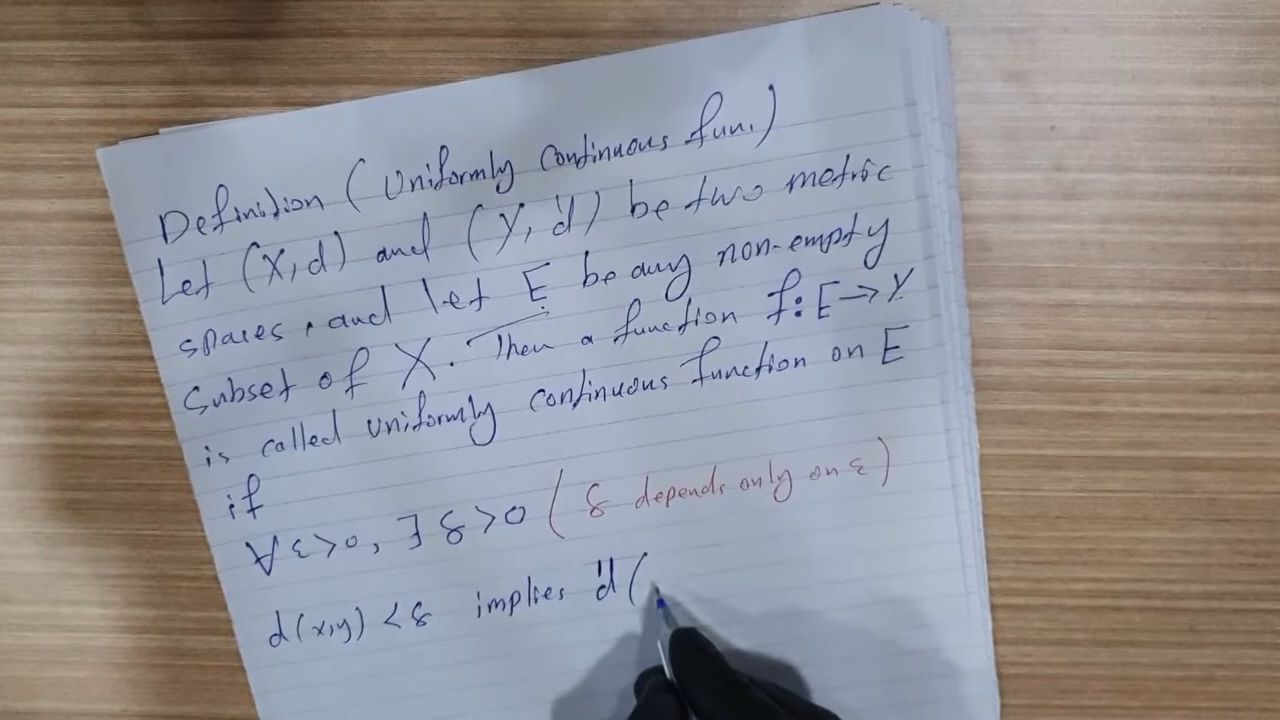 Definition (Uniformly continuous fun.)
Let (X,d) and (Y,'d) be two metric
spaces, and let E be any non-empty
subset of X. Then a function f:E→Y
is called uniformly continuous function on E
if
∀ε>0, ∃ δ>0 (δ depends only on ε)
d(x,y)<δ implies 'd(